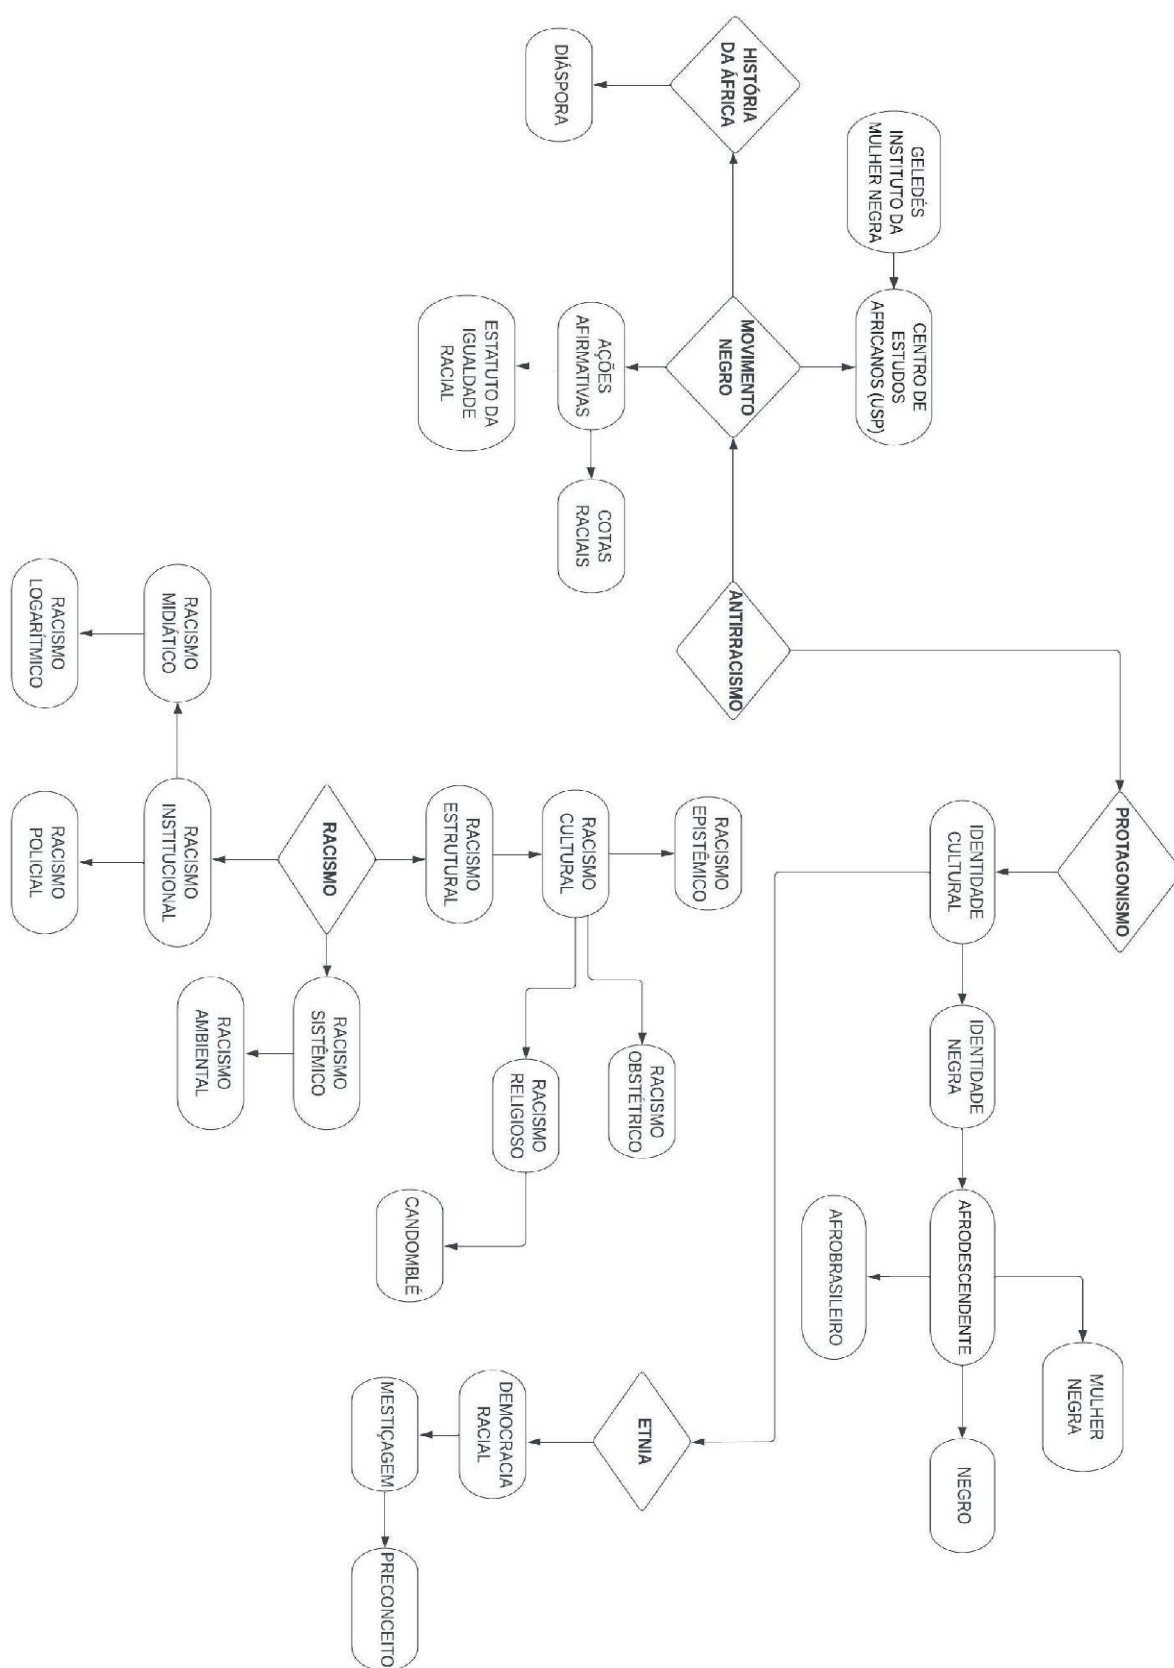 PROTAGONISMO
MULHER
NEGRA
IDENTIDADE
CULTURAL
IDENTIDADE
NEGRA
AFRODESCENDENTE
NEGRO
GELEDÉS
INSTITUTO DA
MULHER NEGRA
CENTRO DE
ESTUDOS
AFRICANOS (USP)
AFROBRASILEIRO
HISTÓRIA
DA ÁFRICA
MOVIMENTO
NEGRO
ANTIRRACISMO
RACISMO
EPISTÊMICO
RACISMO
OBSTÉTRICO
ETNIA
DIÁSPORA
AÇÕES
AFIRMATIVAS
COTAS
RACIAIS
RACISMO
CULTURAL
RACISMO
RELIGIOSO
DEMOCRACIA
RACIAL
ESTATUTO DA
IGUALDADE
RACIAL
RACISMO
ESTRUTURAL
CANDOMBLÉ
MESTIÇAGEM
PRECONCEITO
RACISMO
RACISMO
SISTÊMICO
RACISMO
MIDIÁTICO
RACISMO
INSTITUCIONAL
RACISMO
AMBIENTAL
RACISMO
LOGARÍTMICO
RACISMO
POLICIAL